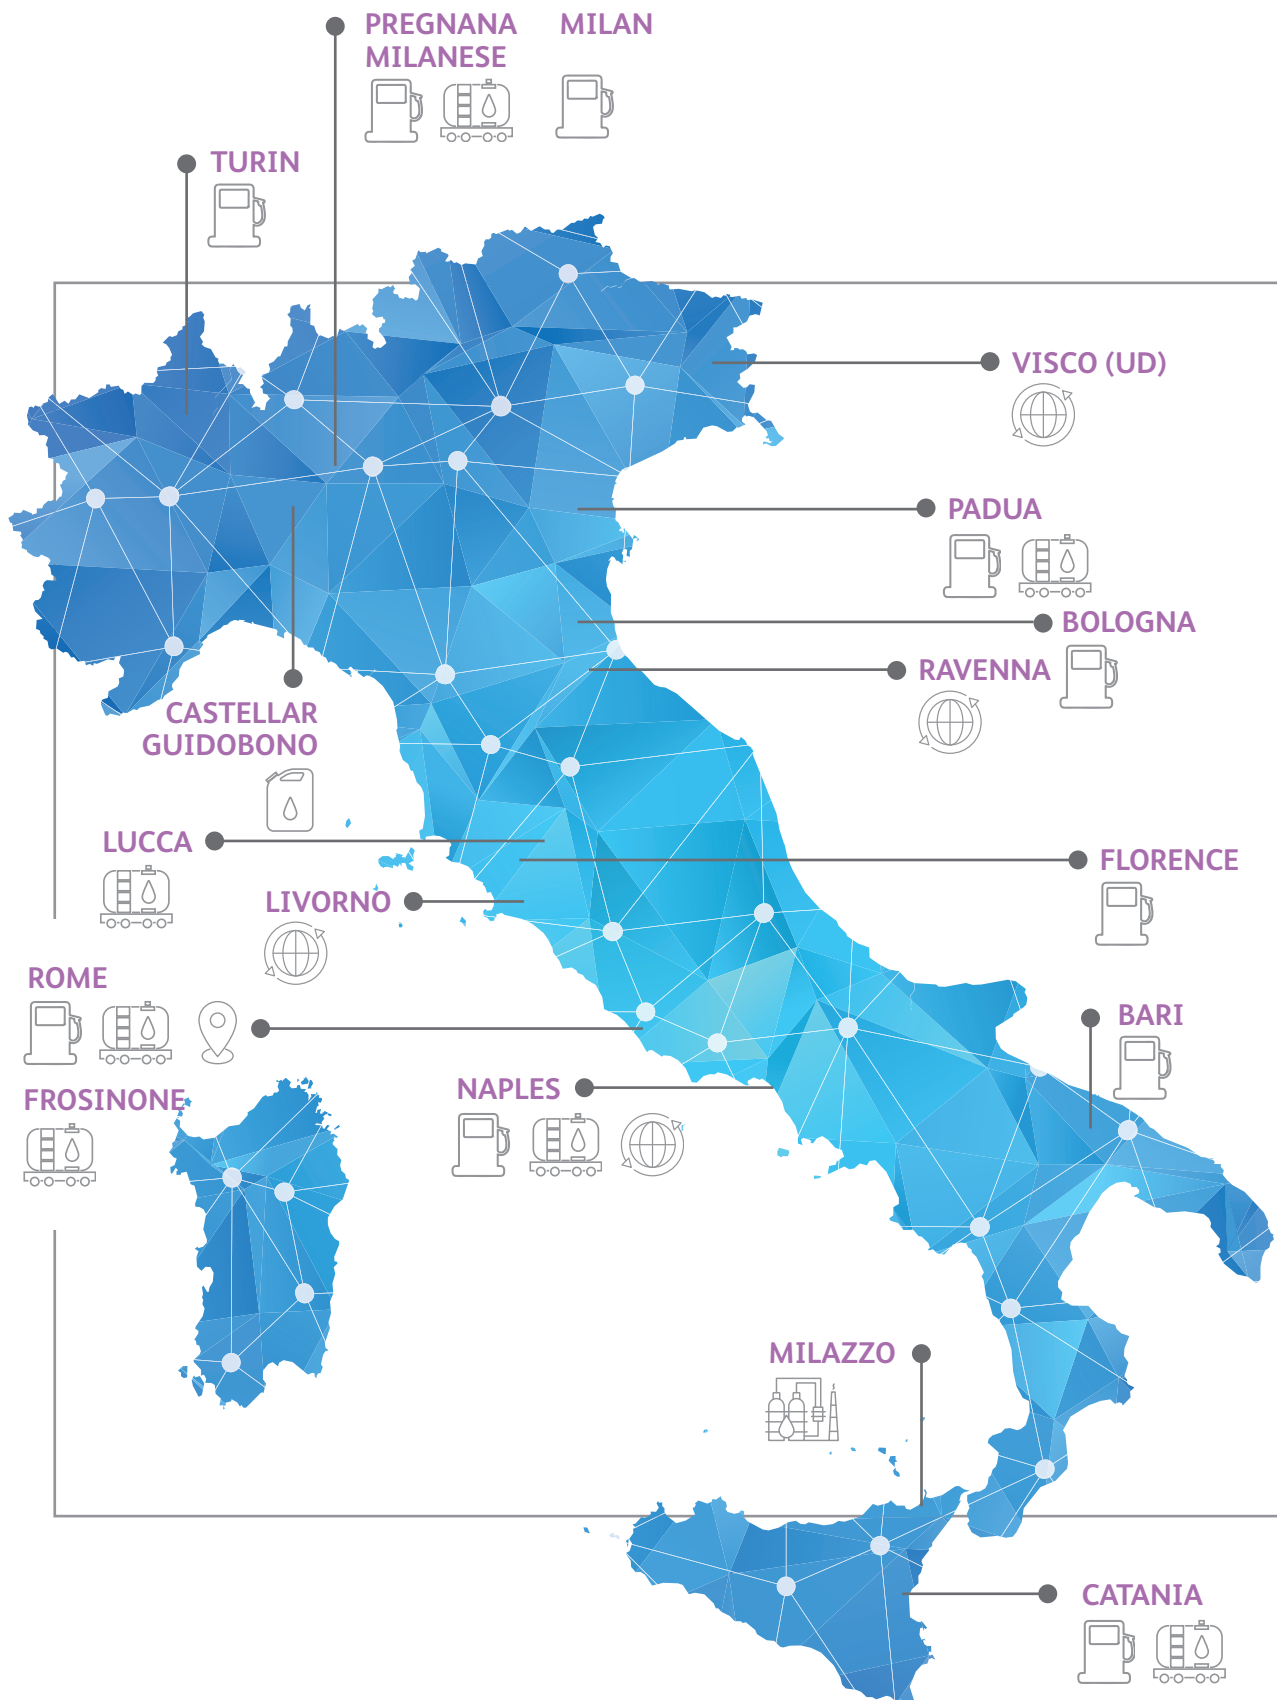 PREGNANA
MILANESE
MILAN
TURIN
VISCO (UD)
PADUA
BOLOGNA
RAVENNA
CASTELLAR
GUIDOBONO
LUCCA
FLORENCE
LIVORNO
ROME
BARI
NAPLES
FROSINONE
MILAZZO
CATANIA